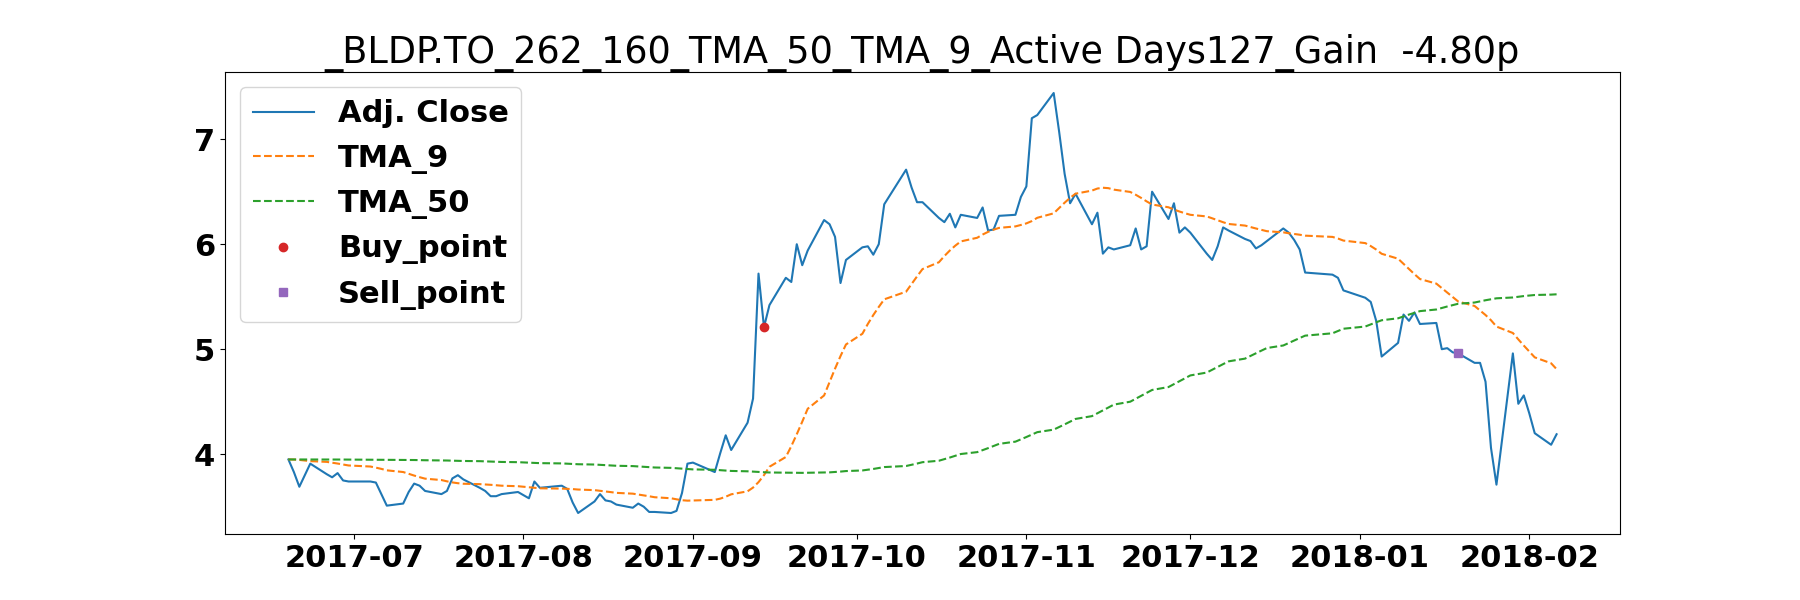 _BLDP.TO_262_160_TMA_50_TMA_9_Active Days127_Gain  -4.80p
Adj. Close
TMA_9
TMA_50
Buy_point
Sell_point
7
6
5
4
2017-07 2017-08 2017-09 2017-10 2017-11 2017-12 2018-01 2018-02